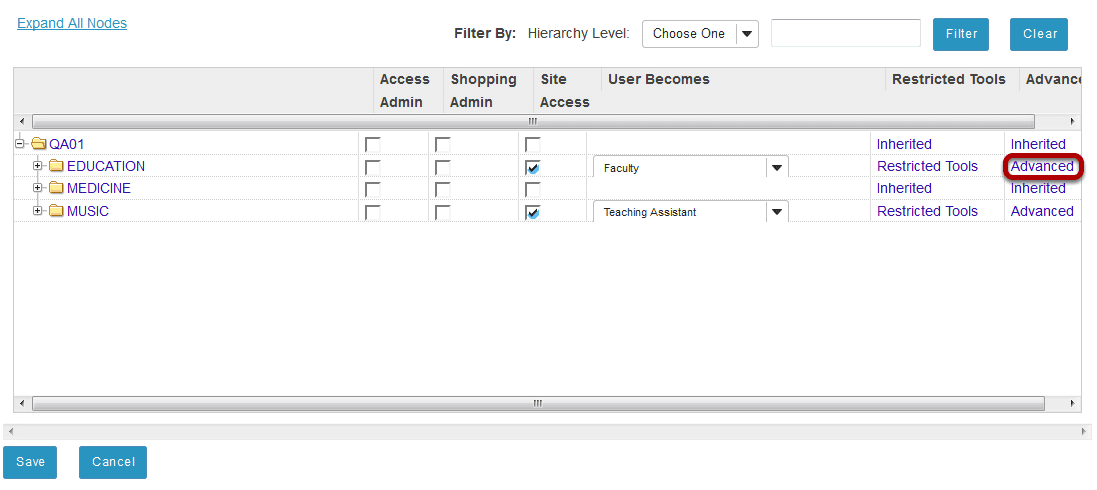 Expand All Nodes
Filter By: Hierarchy Level: Choose One Filter Clear
Access Admin Shopping Admin Site Access User Becomes Restricted Tools Advance
QA01 Inherited Inherited
EDUCATION Faculty Restricted Tools Advanced
MEDICINE Inherited Inherited
MUSIC Teaching Assistant Restricted Tools Advanced
Save Cancel